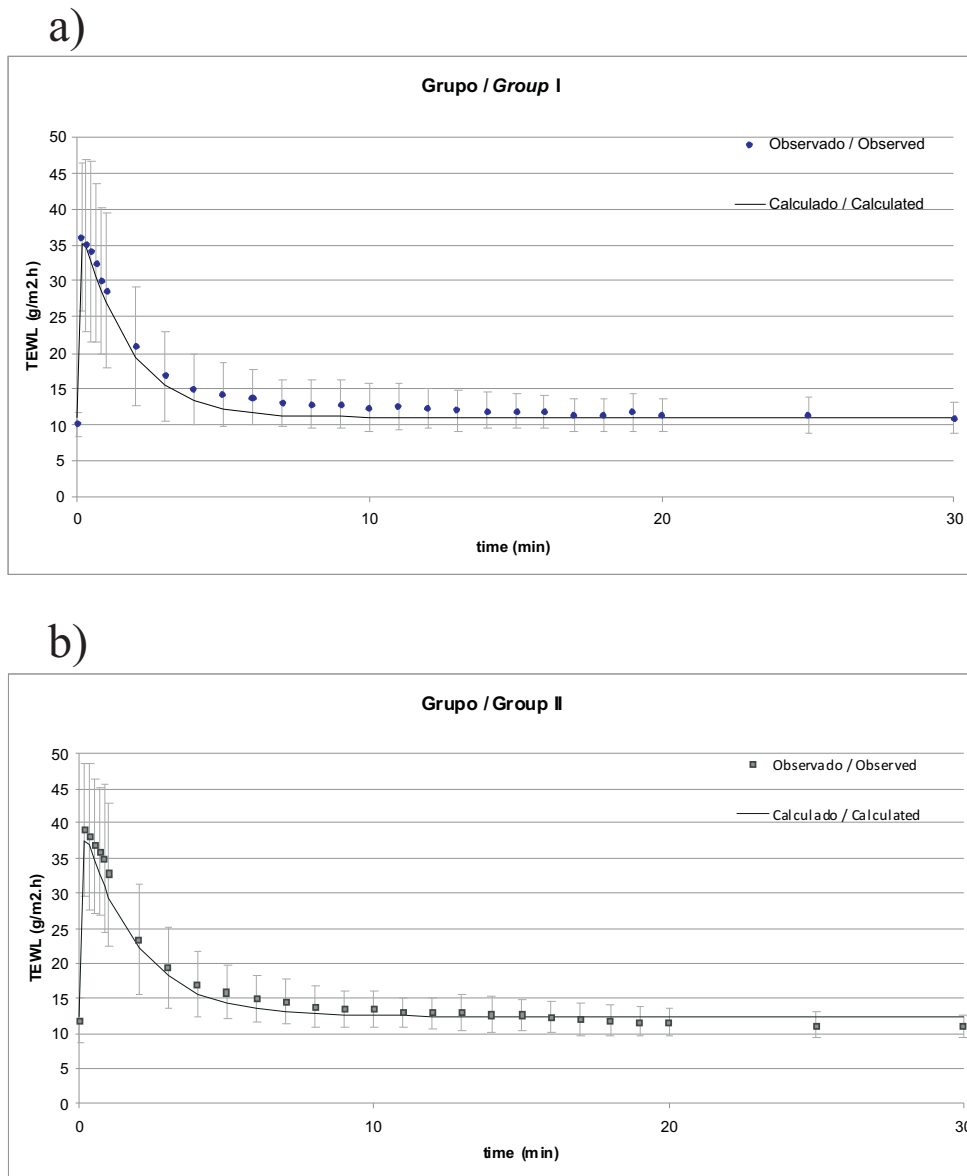 a)
Grupo / Group I
50
45
40
35
30
25
20
15
10
5
0
TEWL (g/m2.h)
Observado / Observed
Calculado / Calculated
0 10 20 30
time (min)
b)
Grupo / Group II
50
45
40
35
30
25
20
15
10
5
0
TEWL (g/m2.h)
Observado / Observed
Calculado / Calculated
0 10 20 30
time (min)